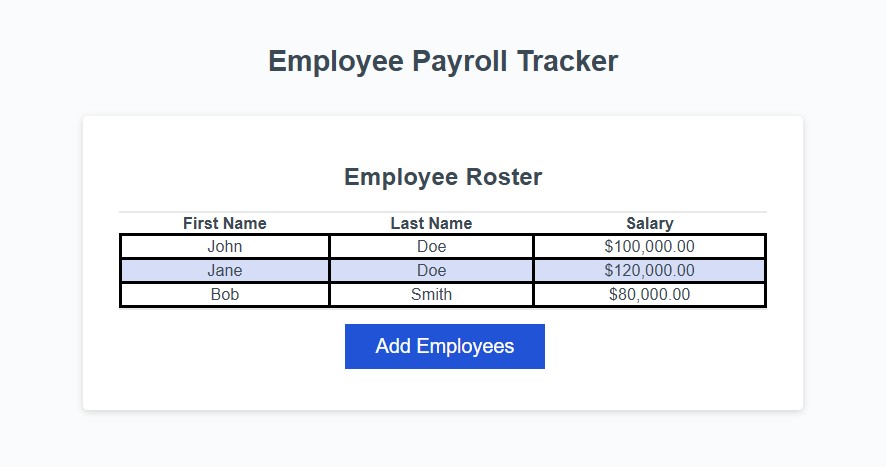 Employee Payroll Tracker
Employee Roster
First Name Last Name Salary
John Doe $100,000.00
Jane Doe $120,000.00
Bob Smith $80,000.00
Add Employees